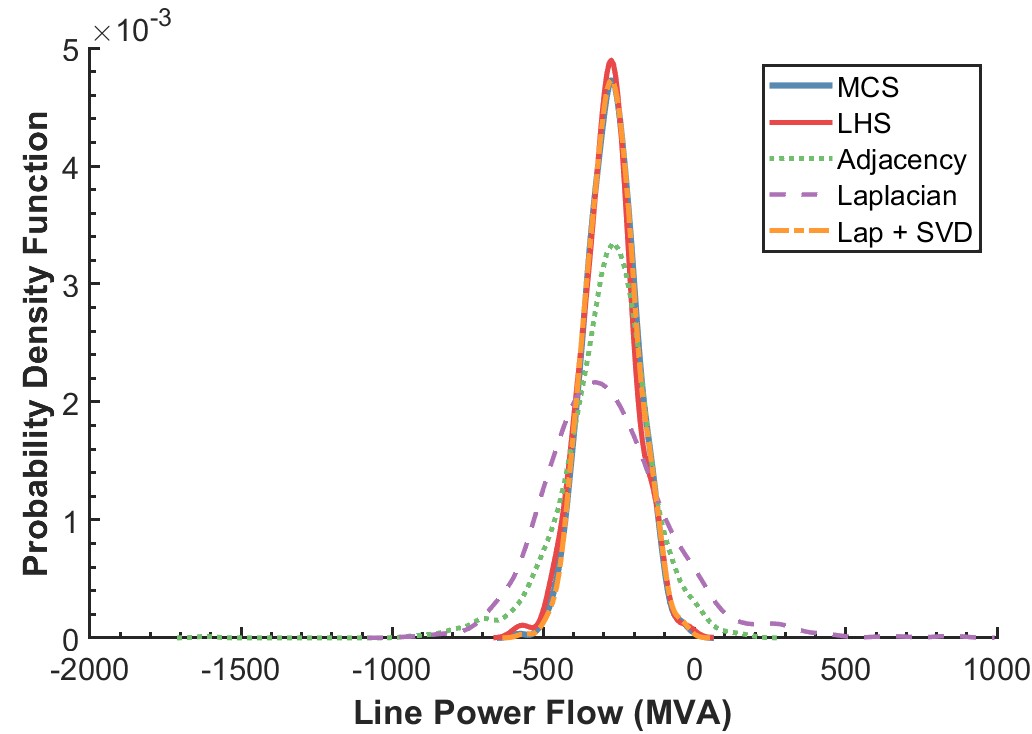 ×10⁻³
5
4
3
2
1
0
Probability Density Function
-2000 -1500 -1000 -500 0 500 1000
Line Power Flow (MVA)
MCS
LHS
Adjacency
Laplacian
Lap + SVD